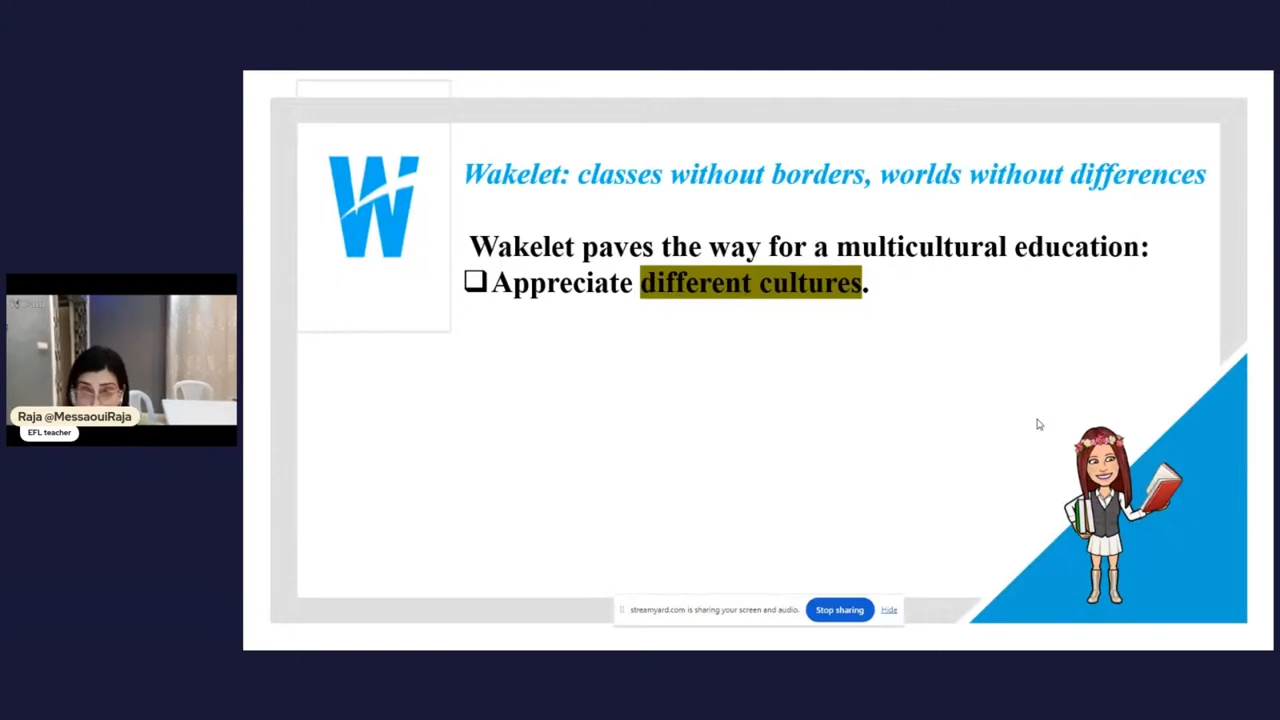 Wakelet: classes without borders, worlds without differences
Wakelet paves the way for a multicultural education:
❑Appreciate different cultures.
Raja @MessaouiRaja
EFL teacher
streamyard.com is sharing your screen and audio. Stop sharing Hide